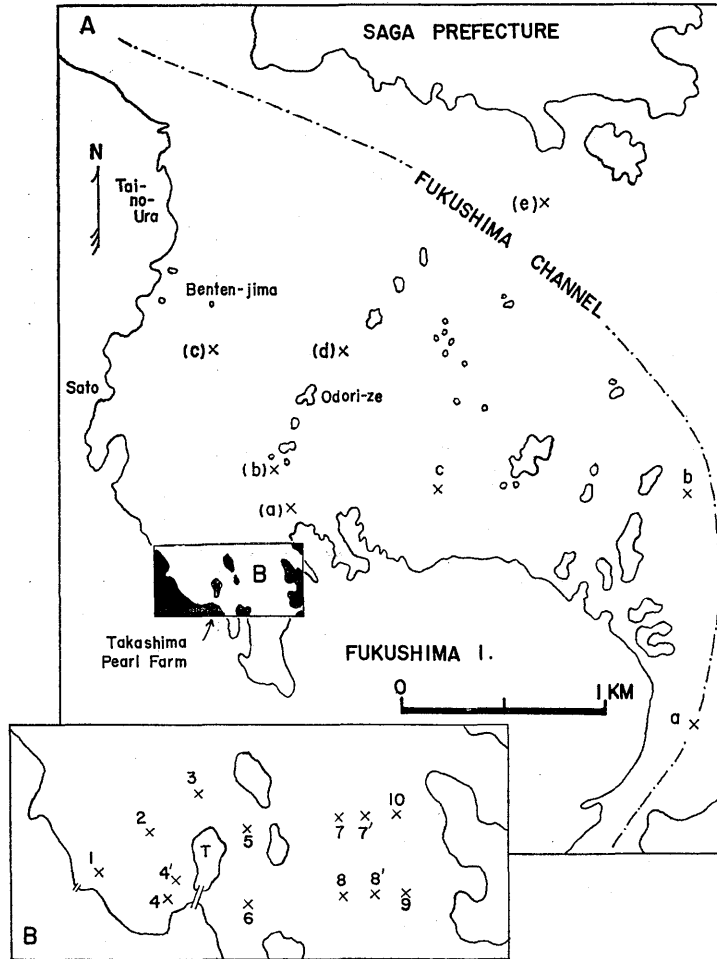 A
SAGA PREFECTURE
N
Tai-
no-
Ura
(e)×
FUKUSHIMA CHANNEL
Benten-jima
(c)×
(d)×
Sato
Odori-ze
(b)×
c
×
b
×
(a)×
B
Takashima
Pearl Farm
FUKUSHIMA I.
0
1 KM
a
×
3
×
10
×
2
×
5
×
7
×
7'
×
T
1
×
4'
×
4
×
8
×
8'
×
9
×
6
×
B